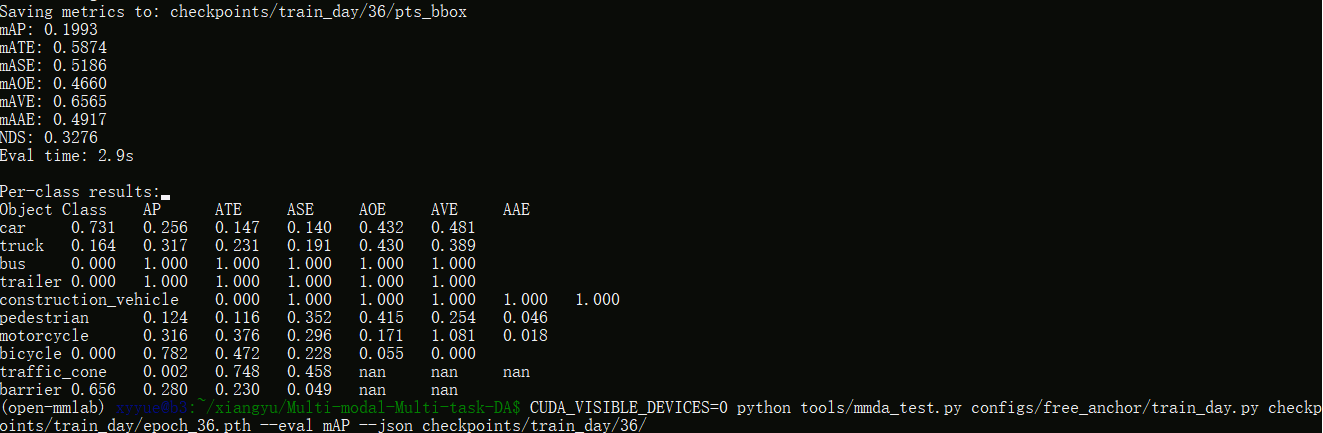 Saving metrics to: checkpoints/train_day/36/pts_bbox
mAP: 0.1993
mATE: 0.5874
mASE: 0.5186
mAOE: 0.4660
mAVE: 0.6565
mAAE: 0.4917
NDS: 0.3276
Eval time: 2.9s
Per-class results:
Object Class AP ATE ASE AOE AVE AAE
car 0.731 0.256 0.147 0.140 0.432 0.481
truck 0.164 0.317 0.231 0.191 0.430 0.389
bus 0.000 1.000 1.000 1.000 1.000 1.000
trailer 0.000 1.000 1.000 1.000 1.000 1.000
construction_vehicle 0.000 1.000 1.000 1.000 1.000 1.000
pedestrian 0.124 0.116 0.352 0.415 0.254 0.046
motorcycle 0.316 0.376 0.296 0.171 1.081 0.018
bicycle 0.000 0.782 0.472 0.228 0.055 0.000
traffic_cone 0.002 0.748 0.458 nan nan nan
barrier 0.656 0.280 0.230 0.049 nan nan
(open-mmlab) xyyue@b3:~/xiangyu/Multi-modal-Multi-task-DA$ CUDA_VISIBLE_DEVICES=0 python tools/mmda_test.py configs/free_anchor/train_day.py checkp
oints/train_day/epoch_36.pth --eval mAP --json checkpoints/train_day/36/